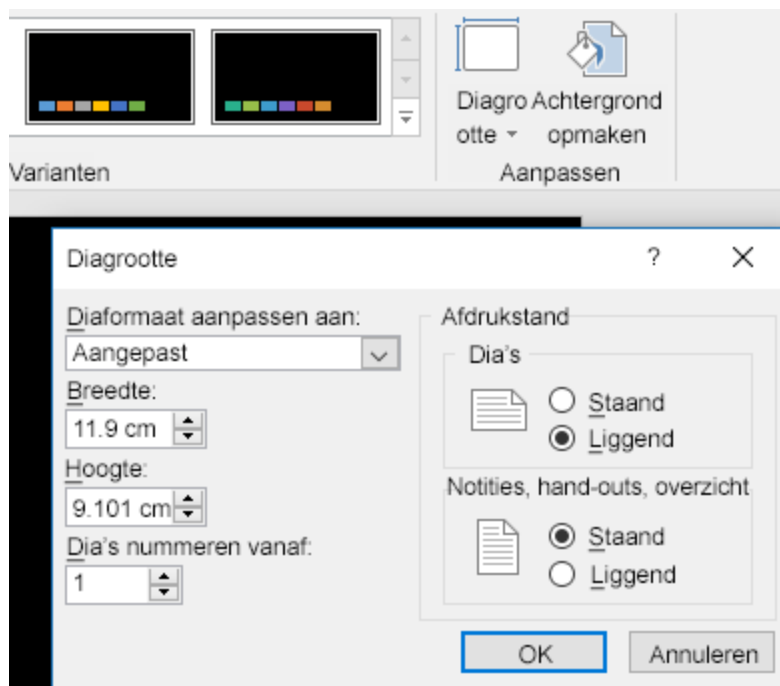 Diagro Achtergrond
otte opmaken
Varianten
Aanpassen
Diagrootte
?
Diaformaat aanpassen aan:
Aangepast
Breedte:
11.9 cm
Hoogte:
9.101 cm
Dia's nummeren vanaf:
1
Afdrukstand
Dia's
Staand
Liggend
Notities, hand-outs, overzicht
Staand
Liggend
OK
Annuleren